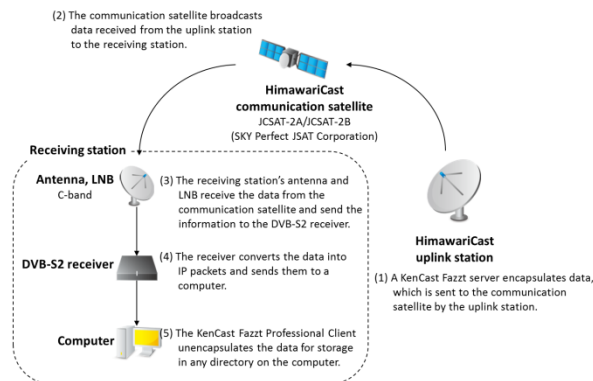 (2) The communication satellite broadcasts
data received from the uplink station
to the receiving station.
HimawariCast
communication satellite
JCSAT-2A/JCSAT-2B
(SKY Perfect JSAT Corporation)
Receiving station
Antenna, LNB
C-band
(3) The receiving station's antenna and
LNB receive the data from the
communication satellite and send the
information to the DVB-S2 receiver.
HimawariCast
uplink station
(1) A KenCast Fazzt server encapsulates data,
which is sent to the communication
satellite by the uplink station.
DVB-S2 receiver
(4) The receiver converts the data into
IP packets and sends them to a
computer.
Computer
(5) The KenCast Fazzt Professional Client
unencapsulates the data for storage
in any directory on the computer.